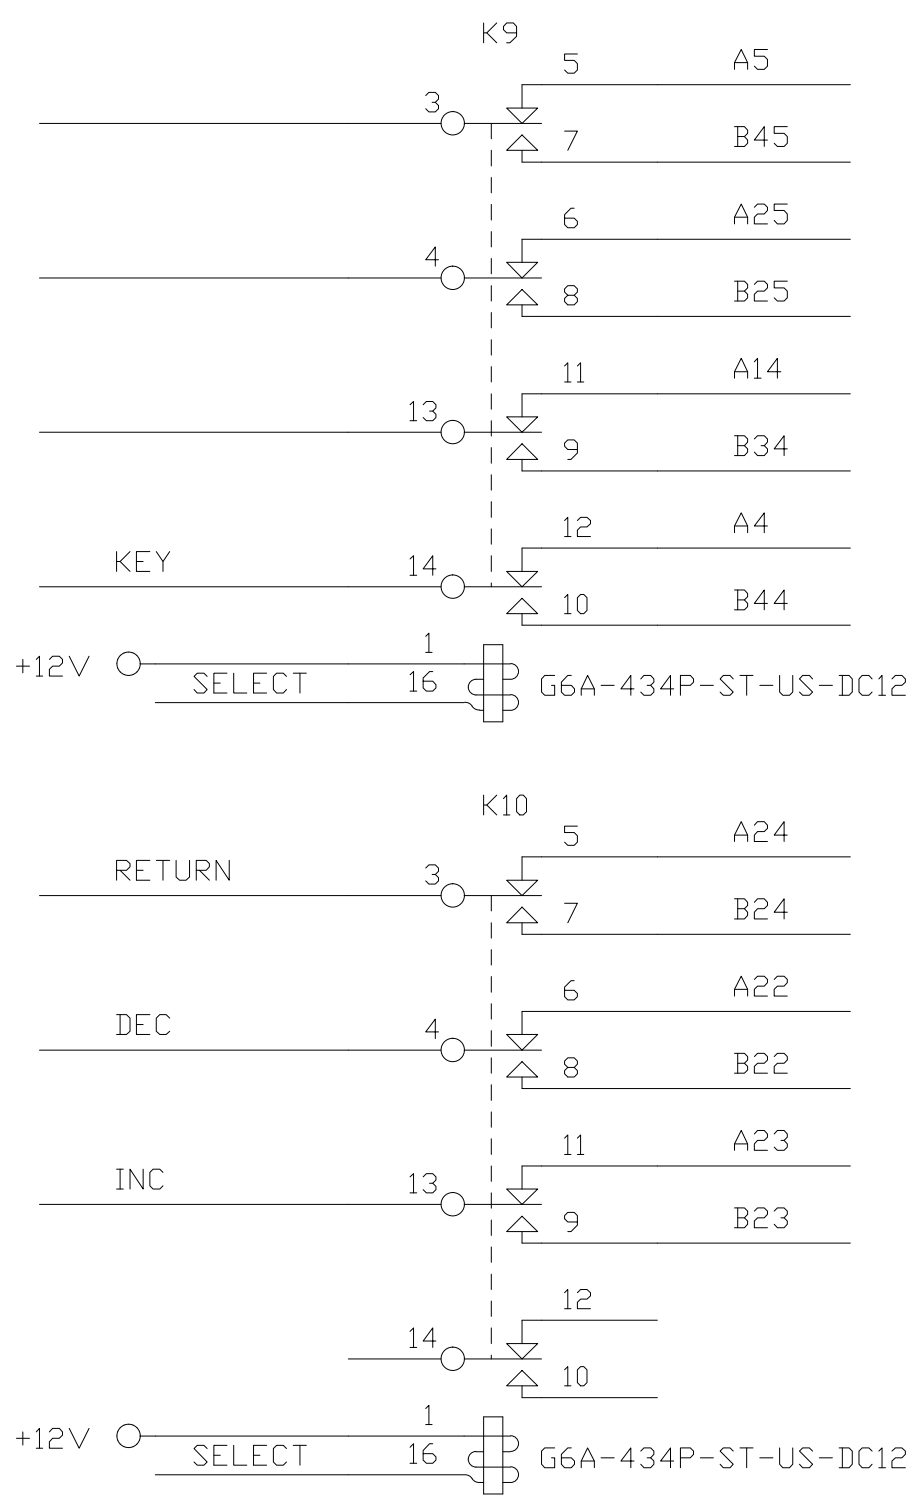 K9
5 A5
3
7 B45
6 A25
4
8 B25
11 A14
13
9 B34
12 A4
KEY 14
10 B44
+12V 1
SELECT 16 G6A-434P-ST-US-DC12
K10
5 A24
RETURN 3
7 B24
6 A22
DEC 4
8 B22
11 A23
INC 13
9 B23
12
14
10
+12V 1
SELECT 16 G6A-434P-ST-US-DC12